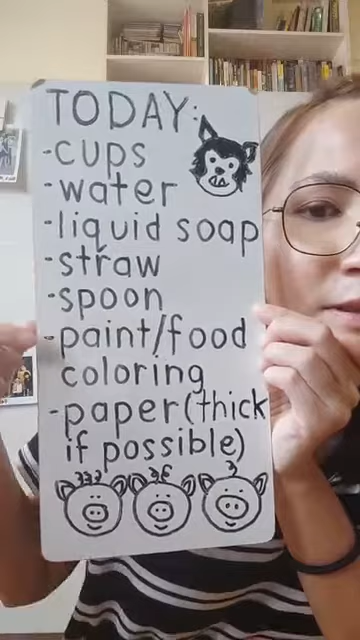 TODAY:
-cups
-water
-liquid soap
-straw
-spoon
-paint/food
coloring
-paper(thick
if possible)